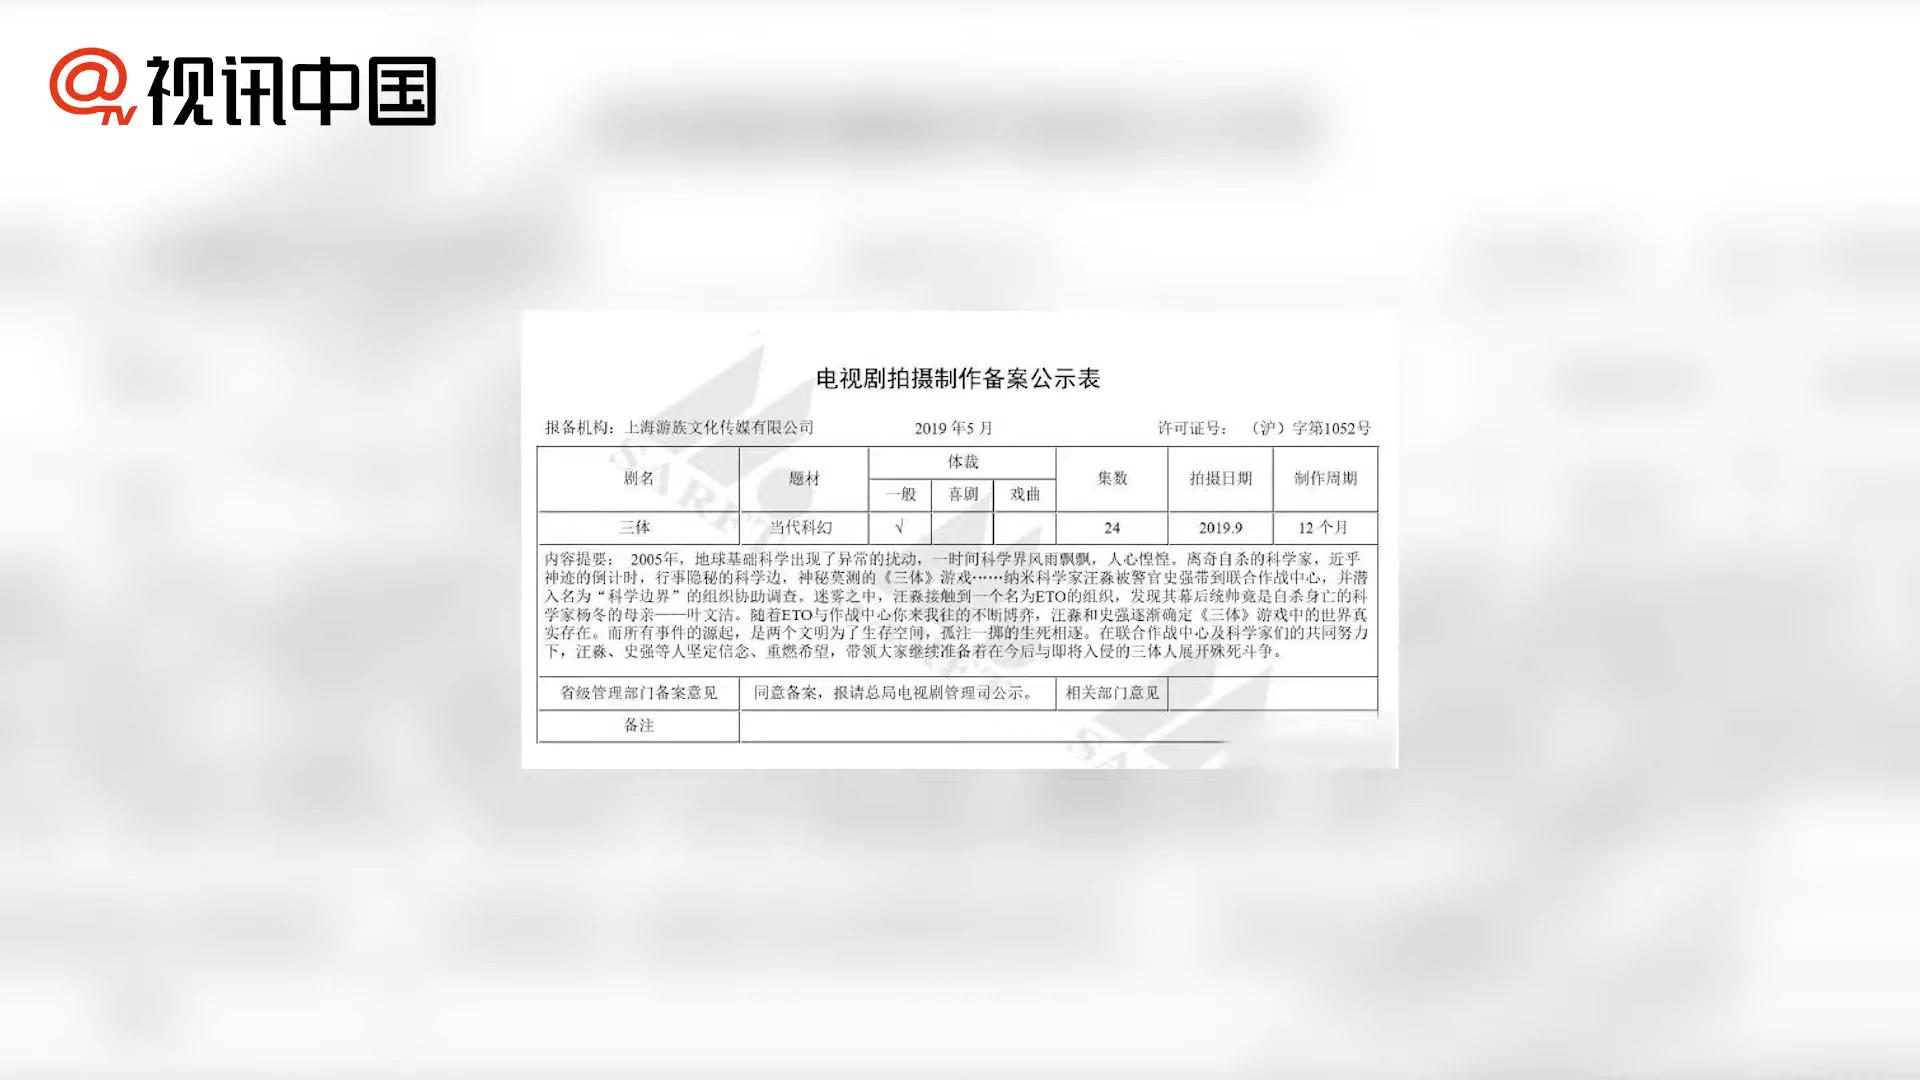 @TV 视讯中国
电视剧拍摄制作备案公示表
报备机构：上海游族文化传媒有限公司 2019 年5 月 许可证号： （沪）字第1052号
剧名 题材 体裁 集数 拍摄日期 制作周期
一般 喜剧 戏曲
三体 当代科幻 √ 24 2019.9 12 个月
内容提要： 2005年，地球基础科学出现了异常的扰动，一时间科学界风雨飘飘，人心惶惶。离奇自杀的科学家，近乎
神迹的倒计时，行事隐秘的科学边，神秘莫测的《三体》游戏……纳米科学家汪淼被警官史强带到联合作战中心，并潜
入名为“科学边界”的组织协助调查。迷雾之中，汪淼接触到一个名为ETO的组织，发现其幕后统帅竟是自杀身亡的科
学家杨冬的母亲——叶文洁。随着ETO与作战中心你来我往的不断博弈，汪淼和史强逐渐确定《三体》游戏中的世界真
实存在。而所有事件的源起，是两个文明为了生存空间，孤注一掷的生死相逐。在联合作战中心及科学家们的共同努力
下，汪淼、史强等人坚定信念、重燃希望，带领大家继续准备着在今后与即将入侵的三体人展开殊死斗争。
省级管理部门备案意见 同意备案，报请总局电视剧管理司公示。 相关部门意见
备注